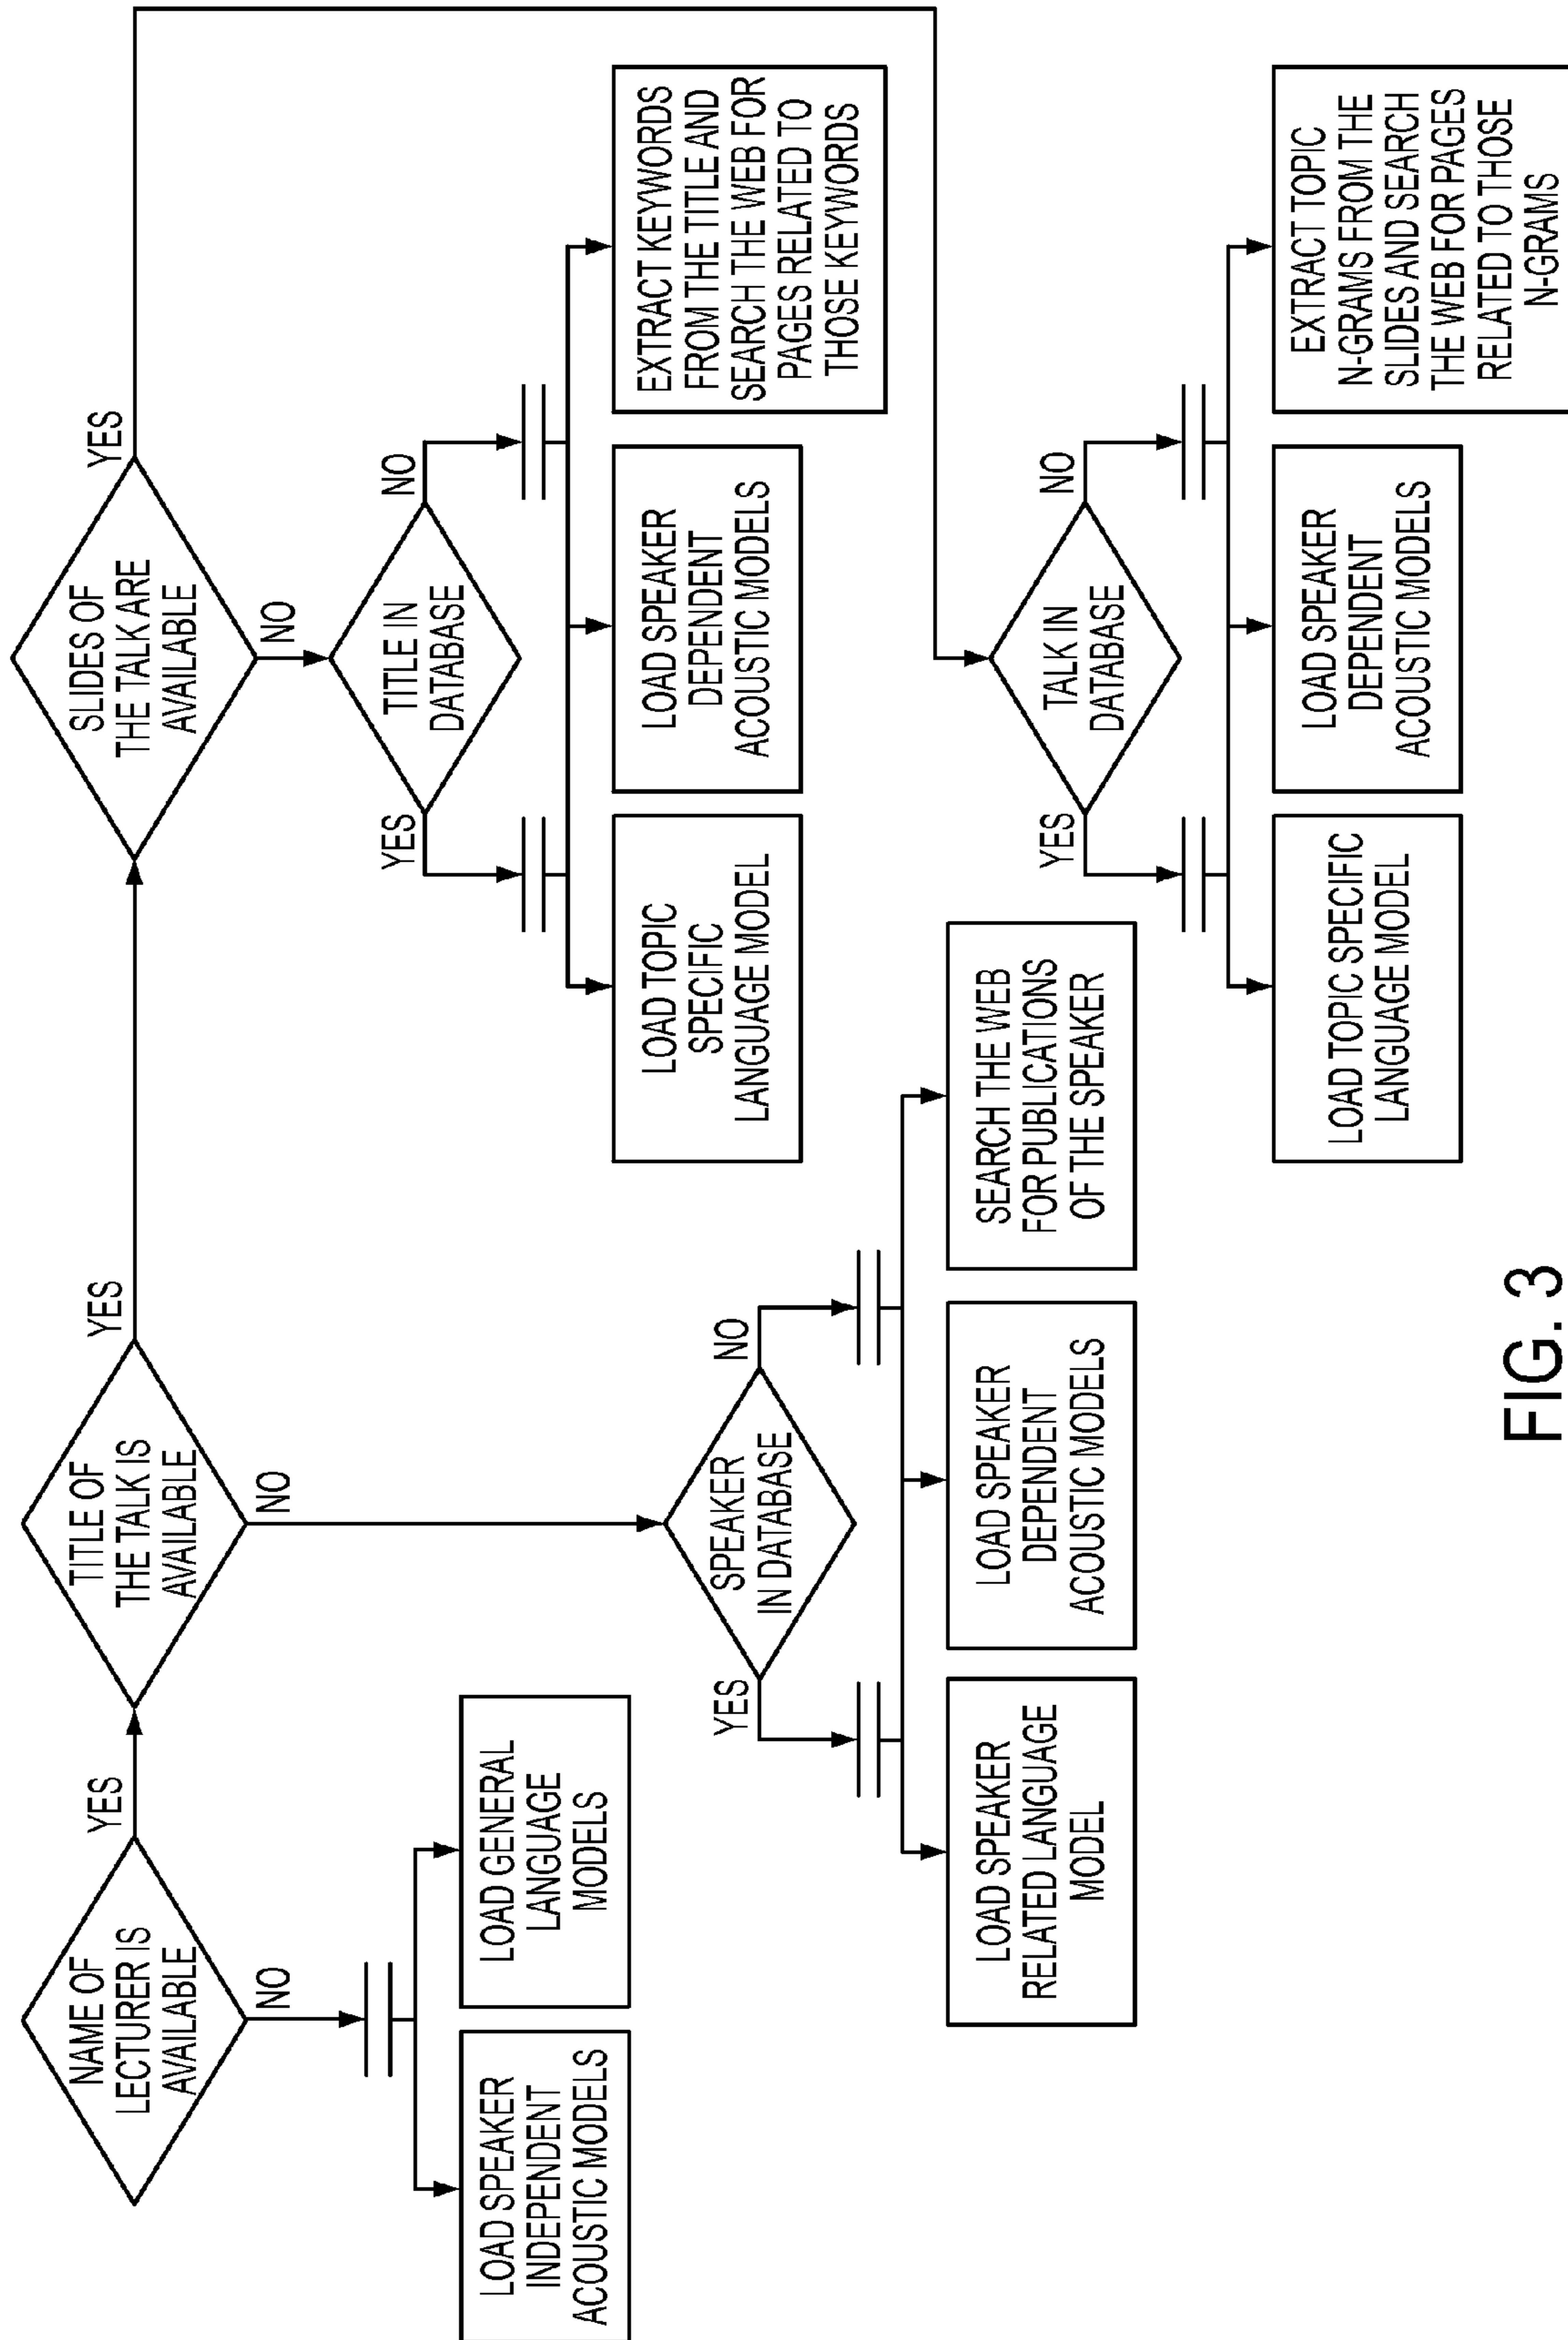 NAME OF
LECTURER IS
AVAILABLE
YES
NO
LOAD SPEAKER
INDEPENDENT
ACOUSTIC MODELS
LOAD GENERAL
LANGUAGE
MODELS
TITLE OF
THE TALK IS
AVAILABLE
YES
NO
SPEAKER
IN DATABASE
YES
NO
LOAD SPEAKER
RELATED LANGUAGE
MODEL
LOAD SPEAKER
DEPENDENT
ACOUSTIC MODELS
SEARCH THE WEB
FOR PUBLICATIONS
OF THE SPEAKER
SLIDES OF
THE TALK ARE
AVAILABLE
YES
NO
TITLE IN
DATABASE
YES
NO
LOAD TOPIC
SPECIFIC
LANGUAGE MODEL
LOAD SPEAKER
DEPENDENT
ACOUSTIC MODELS
EXTRACT KEYWORDS
FROM THE TITLE AND
SEARCH THE WEB FOR
PAGES RELATED TO
THOSE KEYWORDS
TALK IN
DATABASE
YES
NO
LOAD TOPIC SPECIFIC
LANGUAGE MODEL
LOAD SPEAKER
DEPENDENT
ACOUSTIC MODELS
EXTRACT TOPIC
N-GRAMS FROM THE
SLIDES AND SEARCH
THE WEB FOR PAGES
RELATED TO THOSE
N-GRAMS
FIG. 3